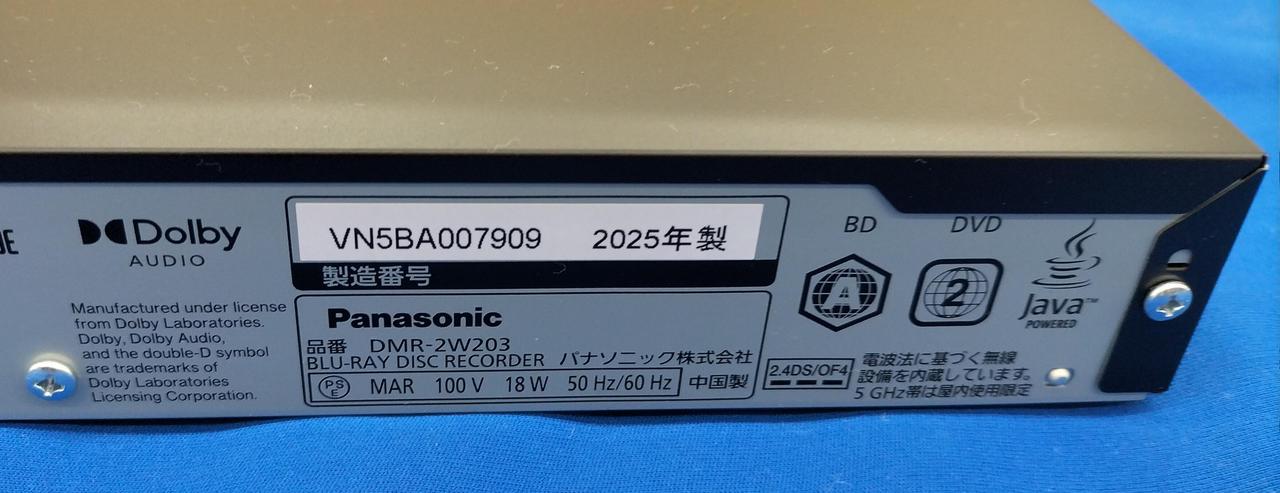 Dolby
AUDIO
Manufactured under license
from Dolby Laboratories.
Dolby, Dolby Audio,
and the double-D symbol
are trademarks of
Dolby Laboratories
Licensing Corporation.
VN5BA007909 2025年製
製造番号
Panasonic
品番 DMR-2W203
BLU-RAY DISC RECORDER パナソニック株式会社
PSE MAR 100 V 18 W 50 Hz/60 Hz 中国製
BD DVD
A 2
Java™
POWERED
2.4DS/OF4
電波法に基づく無線
設備を内蔵しています。
5 GHz帯は屋内使用限定